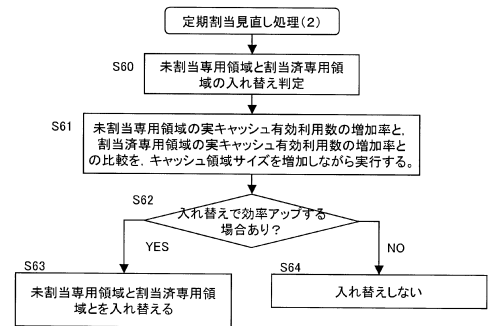 定期割当見直し処理(2)
S60
未割当専用領域と割当済専用領
域の入れ替え判定
S61
未割当専用領域の実キャッシュ有効利用数の増加率と,
割当済専用領域の実キャッシュ有効利用数の増加率と
の比較を,キャッシュ領域サイズを増加しながら実行する。
S62
入れ替えで効率アップする
場合あり?
YES
NO
S63
未割当専用領域と割当済専用領
域とを入れ替える
S64
入れ替えしない